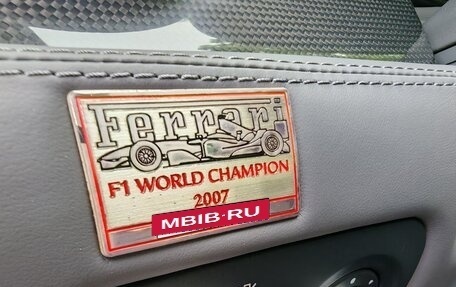 Ferrari
F1 WORLD CHAMPION
2007
MBIB.RU